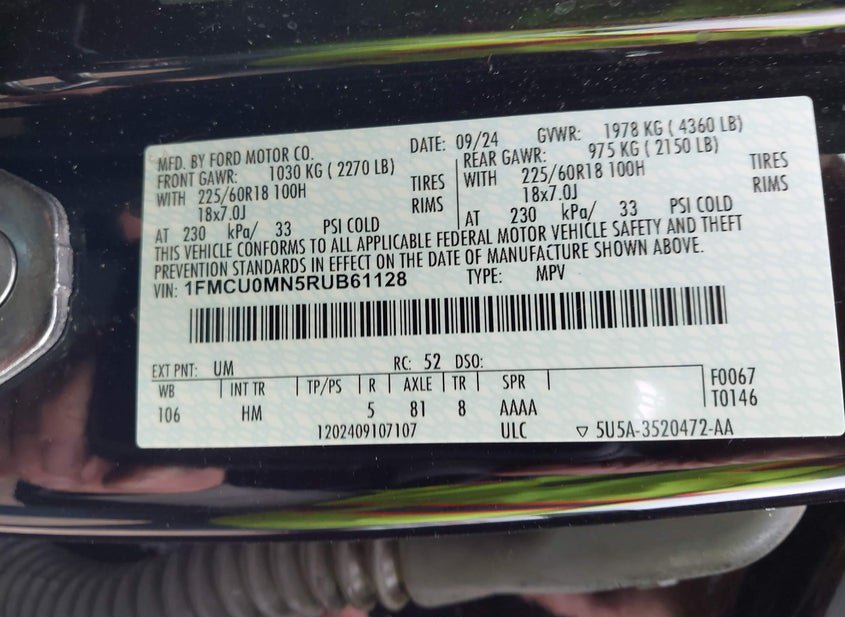 MFD. BY FORD MOTOR CO. DATE: 09/24 GVWR: 1978 KG ( 4360 LB)
FRONT GAWR: 1030 KG ( 2270 LB) REAR GAWR: 975 KG ( 2150 LB)
WITH 225/60R18 100H TIRES WITH 225/60R18 100H TIRES
18x7.0J RIMS 18x7.0J RIMS
AT 230 kPa/ 33 PSI COLD AT 230 kPa/ 33 PSI COLD
THIS VEHICLE CONFORMS TO ALL APPLICABLE FEDERAL MOTOR VEHICLE SAFETY AND THEFT
PREVENTION STANDARDS IN EFFECT ON THE DATE OF MANUFACTURE SHOWN ABOVE.
VIN: 1FMCU0MN5RUB61128 TYPE: MPV
EXT PNT: UM RC: 52 DSO:
WB INT TR TP/PS R AXLE TR SPR F0067
106 HM 5 81 8 AAAA T0146
1202409107107 ULC ▽ 5U5A-3520472-AA